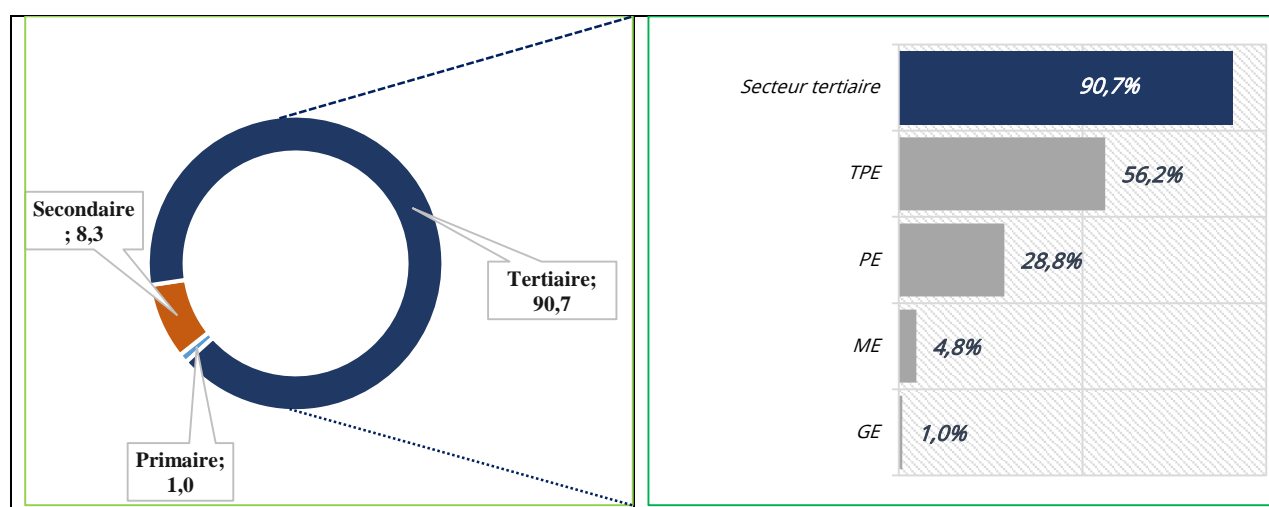 Secondaire
; 8,3
Tertiaire;
90,7
Primaire;
1,0
Secteur tertiaire
90,7%
TPE
56,2%
PE
28,8%
ME
4,8%
GE
1,0%